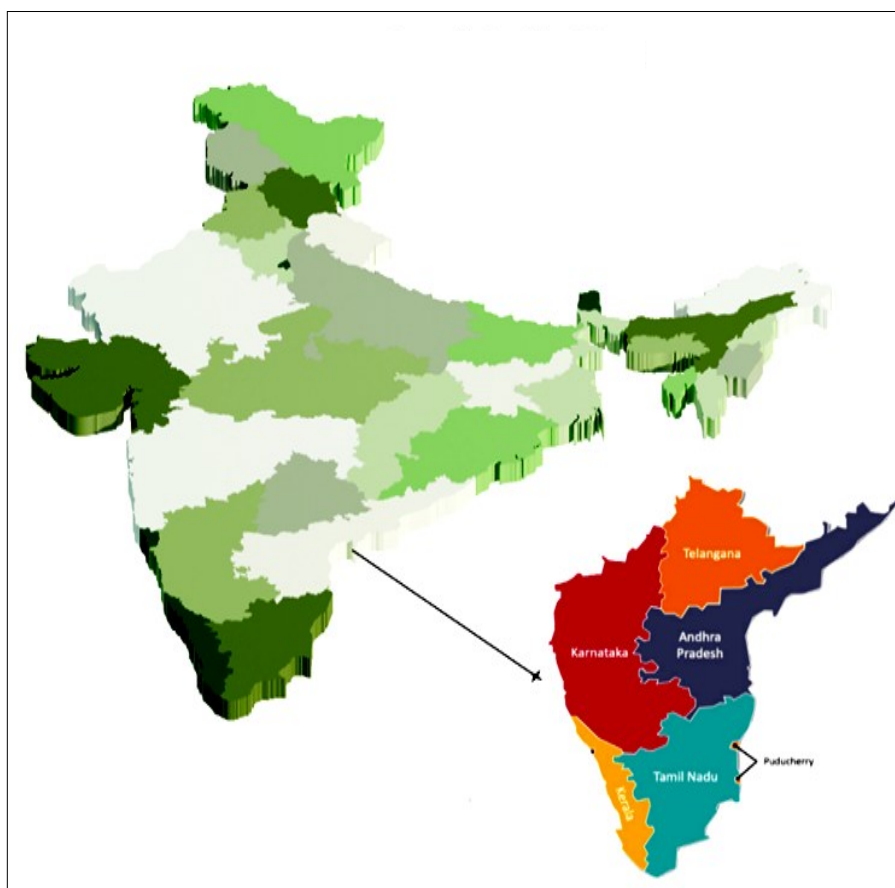 Telangana
Andhra
Pradesh
Karnataka
Puducherry
Tamil Nadu
Kerala